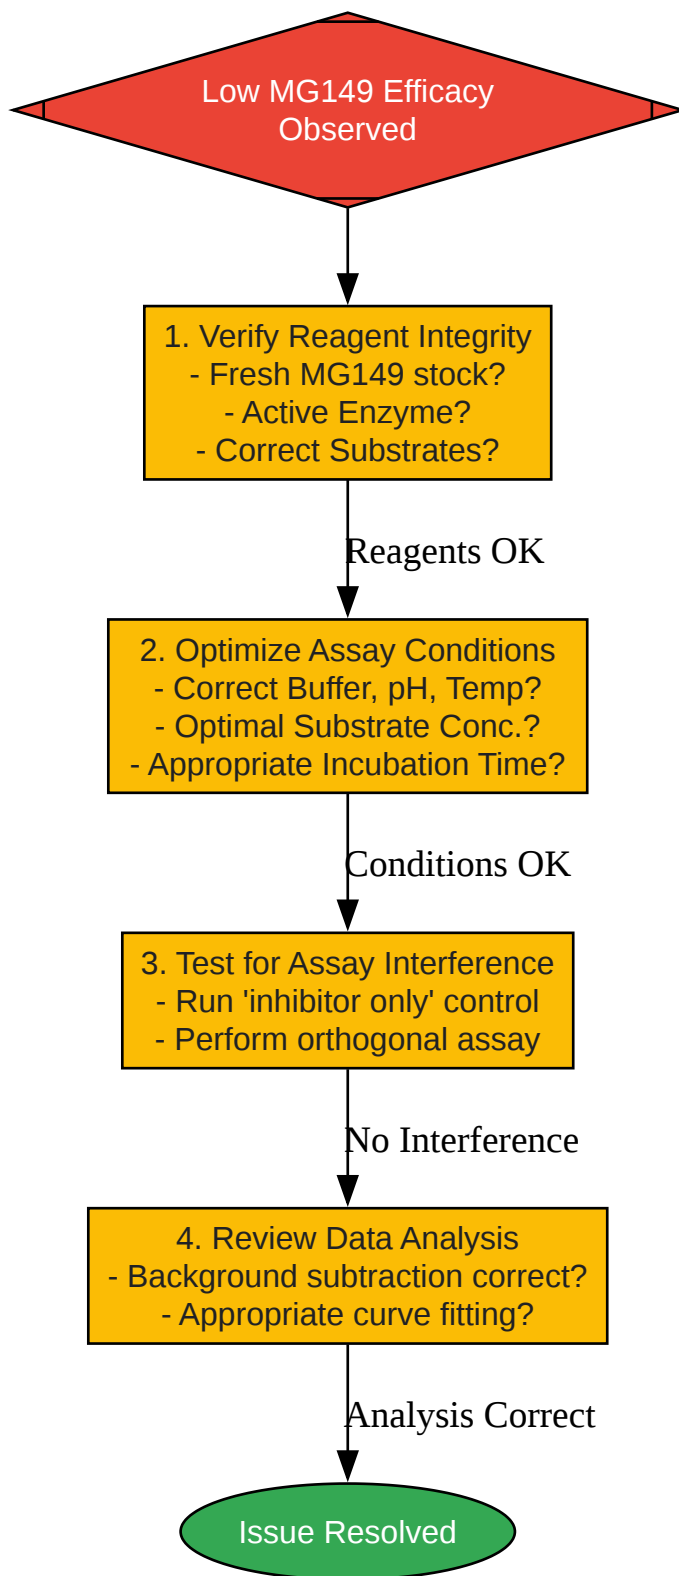 Low MG149 Efficacy
Observed
1. Verify Reagent Integrity
- Fresh MG149 stock?
- Active Enzyme?
- Correct Substrates?
Reagents OK
2. Optimize Assay Conditions
- Correct Buffer, pH, Temp?
- Optimal Substrate Conc.?
- Appropriate Incubation Time?
Conditions OK
3. Test for Assay Interference
- Run 'inhibitor only' control
- Perform orthogonal assay
No Interference
4. Review Data Analysis
- Background subtraction correct?
- Appropriate curve fitting?
Analysis Correct
Issue Resolved